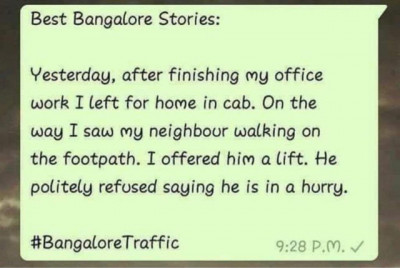 Best Bangalore Stories:
Yesterday, after finishing my office
work I left for home in cab. On the
way I saw my neighbour walking on
the footpath. I offered him a lift. He
politely refused saying he is in a hurry.
#BangaloreTraffic
9:28 P.M. ✓